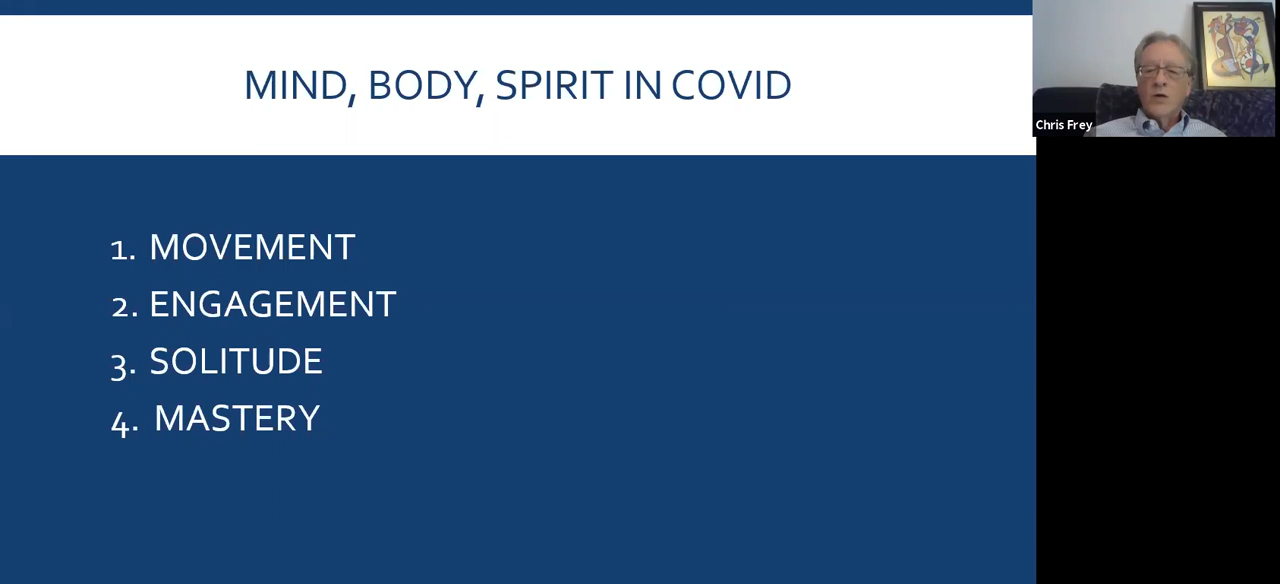 MIND, BODY, SPIRIT IN COVID
Chris Frey
1. MOVEMENT
2. ENGAGEMENT
3. SOLITUDE
4. MASTERY